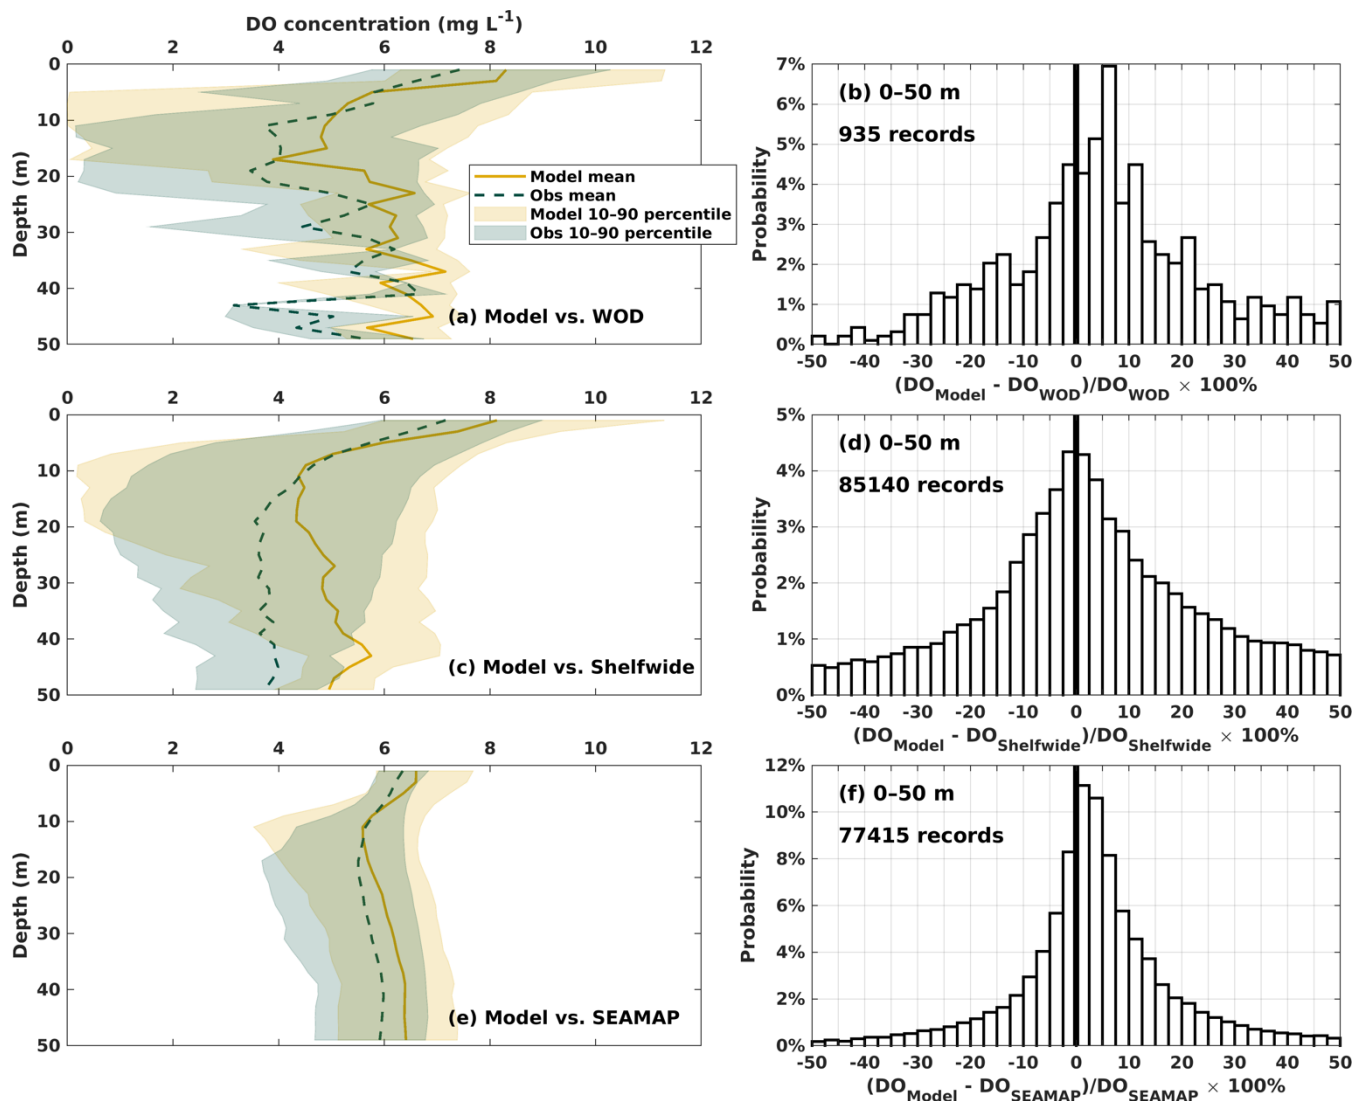 DO concentration (mg L-1)
0 2 4 6 8 10 12
0
10
20
30
40
50
Depth (m)
Model mean
Obs mean
Model 10–90 percentile
Obs 10–90 percentile
(a) Model vs. WOD
7%
6%
5%
4%
3%
2%
1%
0%
Probability
(b) 0–50 m
935 records
-50 -40 -30 -20 -10 0 10 20 30 40 50
(DOModel - DOWOD)/DOWOD × 100%
0 2 4 6 8 10 12
0
10
20
30
40
50
Depth (m)
(c) Model vs. Shelfwide
5%
4%
3%
2%
1%
0%
Probability
(d) 0–50 m
85140 records
-50 -40 -30 -20 -10 0 10 20 30 40 50
(DOModel - DOShelfwide)/DOShelfwide × 100%
0 2 4 6 8 10 12
0
10
20
30
40
50
Depth (m)
(e) Model vs. SEAMAP
12%
10%
8%
6%
4%
2%
0%
Probability
(f) 0–50 m
77415 records
-50 -40 -30 -20 -10 0 10 20 30 40 50
(DOModel - DOSEAMAP)/DOSEAMAP × 100%